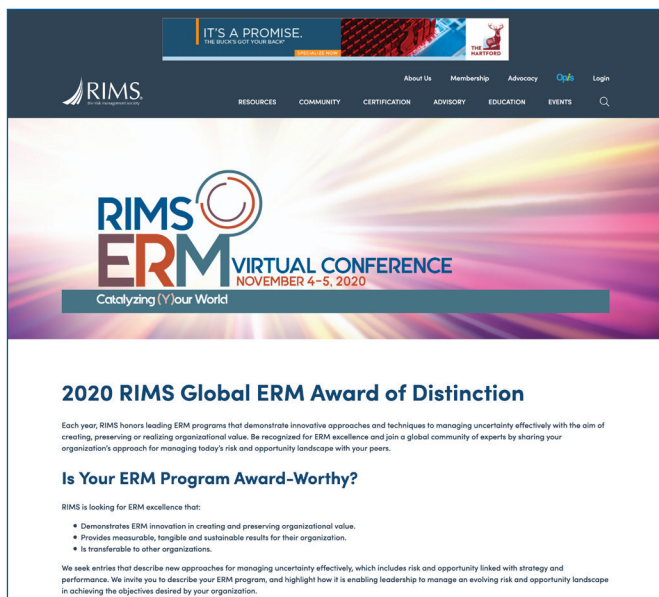 IT'S A PROMISE.
THE BUCK'S GOT YOUR BACK®
SPECIALIZE NOW
THE
HARTFORD
About Us Membership Advocacy Opis Login
RIMS®
the risk management society
RESOURCES COMMUNITY CERTIFICATION ADVISORY EDUCATION EVENTS
RIMS
ERM VIRTUAL CONFERENCE
NOVEMBER 4-5, 2020
Catalyzing (Y)our World
2020 RIMS Global ERM Award of Distinction
Each year, RIMS honors leading ERM programs that demonstrate innovative approaches and techniques to managing uncertainty effectively with the aim of
creating, preserving or realizing organizational value. Be recognized for ERM excellence and join a global community of experts by sharing your
organization's approach for managing today's risk and opportunity landscape with your peers.
Is Your ERM Program Award-Worthy?
RIMS is looking for ERM excellence that:
• Demonstrates ERM innovation in creating and preserving organizational value.
• Provides measurable, tangible and sustainable results for their organization.
• Is transferable to other organizations.
We seek entries that describe new approaches for managing uncertainty effectively, which includes risk and opportunity linked with strategy and
performance. We invite you to describe your ERM program, and highlight how it is enabling leadership to manage an evolving risk and opportunity landscape
in achieving the objectives desired by your organization.